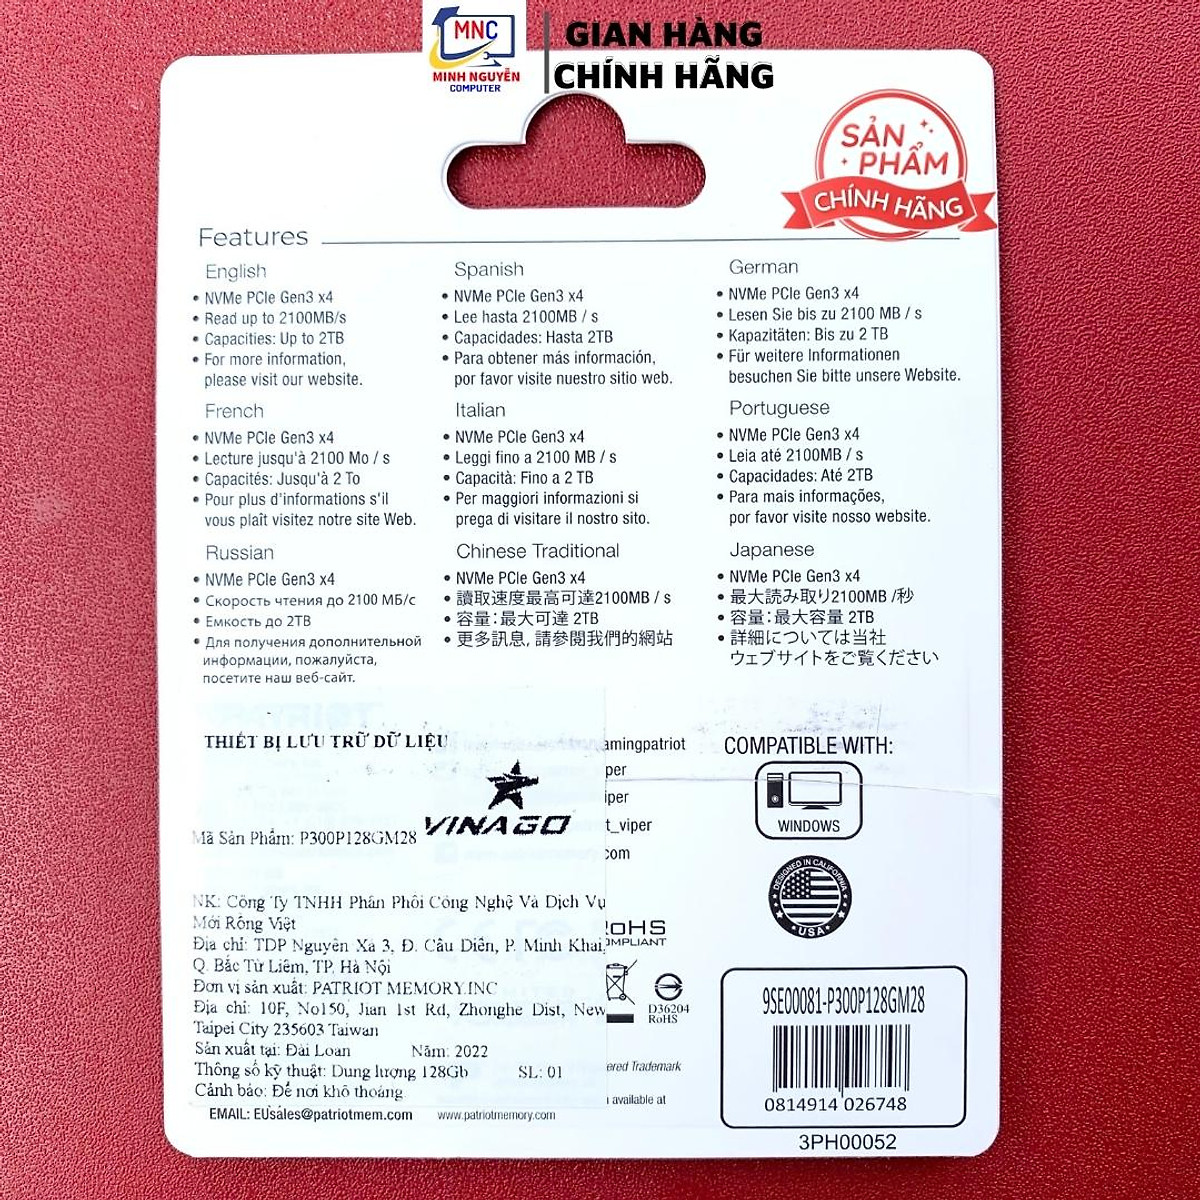 MNC
MINH NGUYỄN
COMPUTER
GIAN HÀNG
CHÍNH HÃNG
SẢN
PHẨM
CHÍNH HÃNG
Features
English
• NVMe PCIe Gen3 x4
• Read up to 2100MB/s
• Capacities: Up to 2TB
• For more information,
please visit our website.
Spanish
• NVMe PCIe Gen3 x4
• Lee hasta 2100MB / s
• Capacidades: Hasta 2TB
• Para obtener más información,
por favor visite nuestro sitio web.
German
• NVMe PCIe Gen3 x4
• Lesen Sie bis zu 2100 MB / s
• Kapazitäten: Bis zu 2 TB
• Für weitere Informationen
besuchen Sie bitte unsere Website.
French
• NVMe PCIe Gen3 x4
• Lecture jusqu'à 2100 Mo / s
• Capacités: Jusqu'à 2 To
• Pour plus d'informations s'il
vous plaît visitez notre site Web.
Italian
• NVMe PCIe Gen3 x4
• Leggi fino a 2100 MB / s
• Capacità: Fino a 2 TB
• Per maggiori informazioni si
prega di visitare il nostro sito.
Portuguese
• NVMe PCIe Gen3 x4
• Leia até 2100MB / s
• Capacidades: Até 2TB
• Para mais informações,
por favor visite nosso website.
Russian
• NVMe PCIe Gen3 x4
• Скорость чтения до 2100 МБ/с
• Емкость до 2ТВ
• Для получения дополнительной
информации, пожалуйста,
посетите наш веб-сайт.
Chinese Traditional
• NVMe PCIe Gen3 x4
• 讀取速度最高可達2100MB / s
• 容量：最大可達 2TB
• 更多訊息, 請參閱我們的網站
Japanese
• NVMe PCIe Gen3 x4
• 最大読み取り2100MB /秒
• 容量：最大容量 2TB
• 詳細については当社
ウェブサイトをご覧ください
THIẾT BỊ LƯU TRỮ DỮ LIỆU
VINAGO
Mã Sản Phẩm: P300P128GM28
NK: Công Ty TNHH Phân Phối Công Nghệ Và Dịch Vụ
Mới Rồng Việt
Địa chỉ: TDP Nguyên Xá 3, Đ. Cầu Diễn, P. Minh Khai,
Q. Bắc Từ Liêm, TP. Hà Nội
Đơn vị sản xuất: PATRIOT MEMORY.INC
Địa chỉ: 10F, No150, Jian 1st Rd, Zhonghe Dist, New
Taipei City 235603 Taiwan
Sản xuất tại: Đài Loan Năm: 2022
Thông số kỹ thuật: Dung lượng 128Gb SL: 01
Cảnh báo: Để nơi khô thoáng
EMAIL: EUsales@patriotmem.com www.patriotmemory.com
amingpatriot
per
iper
t_viper
com
RoHS
OMPLIANT
D36204
RoHS
ered Trademark
available at
COMPATIBLE WITH:
WINDOWS
DESIGNED IN CALIFORNIA
USA
9SE00081-P300P128GM28
0814914 026748
3PH00052